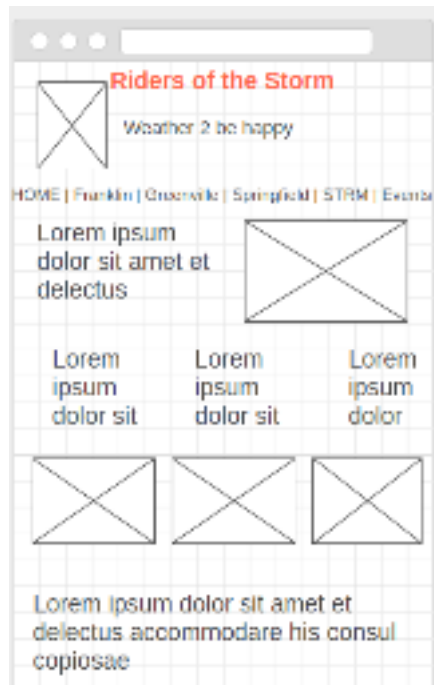 Riders of the Storm
Weather 2 be happy
HOME | Franklin | Greenville | Springfield | STRM | Events
Lorem ipsum
dolor sit amet et
delectus
Lorem
ipsum
dolor sit
Lorem
ipsum
dolor sit
Lorem
ipsum
dolor
Lorem ipsum dolor sit amet et
delectus accommodare his consul
copiosae